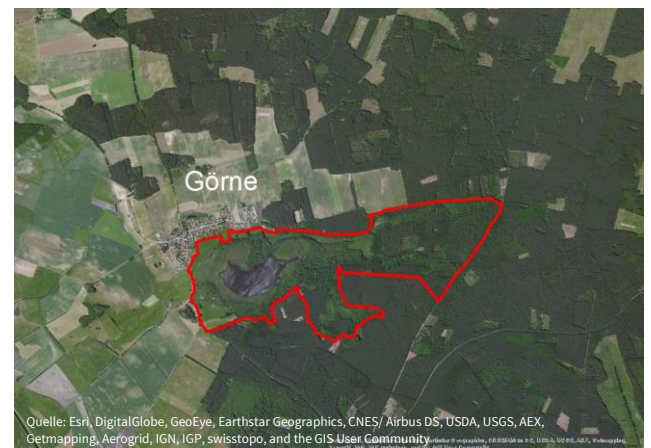 Görne
Quelle: Esri, DigitalGlobe, GeoEye, Earthstar Geographics, CNES/ Airbus DS, USDA, USGS, AEX,
Getmapping, Aerogrid, IGN, IGP, swisstopo, and the GIS User Community